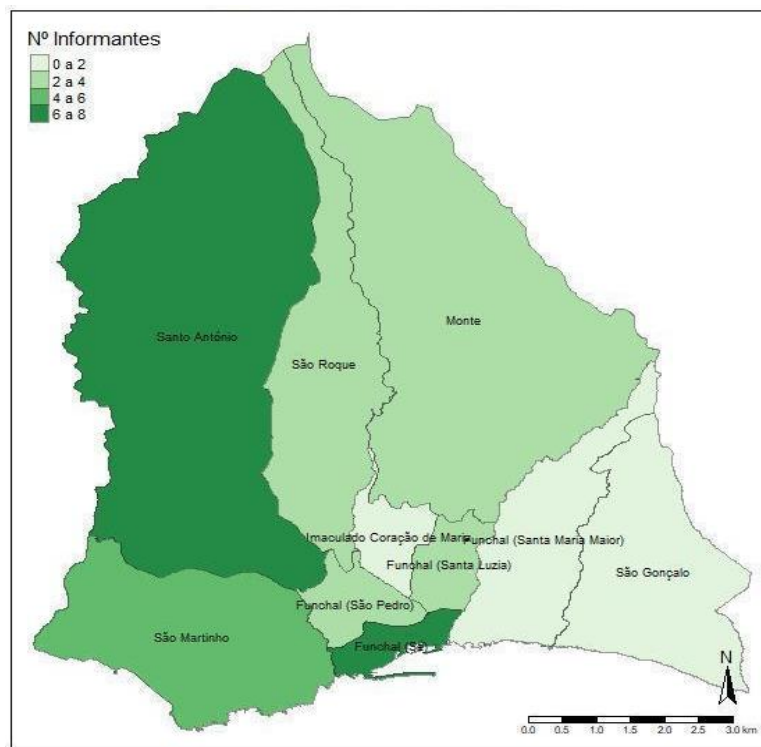 Nº Informantes
0 a 2
2 a 4
4 a 6
6 a 8
Monte
Santo António
São Roque
Imaculado Coração de Maria
Funchal (Santa Maria Maior)
Funchal (Santa Luzia)
São Gonçalo
Funchal (São Pedro)
São Martinho
Funchal (Sé)
N
0.0 0.5 1.0 1.5 2.0 2.5 3.0 km